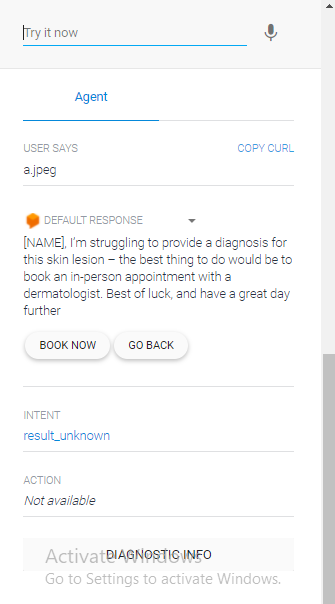 Try it now
Agent
USER SAYS COPY CURL
a.jpeg
DEFAULT RESPONSE
[NAME], I'm struggling to provide a diagnosis for
this skin lesion – the best thing to do would be to
book an in-person appointment with a
dermatologist. Best of luck, and have a great day
further
BOOK NOW GO BACK
INTENT
result_unknown
ACTION
Not available
DIAGNOSTIC INFO
Activate Windows
Go to Settings to activate Windows.